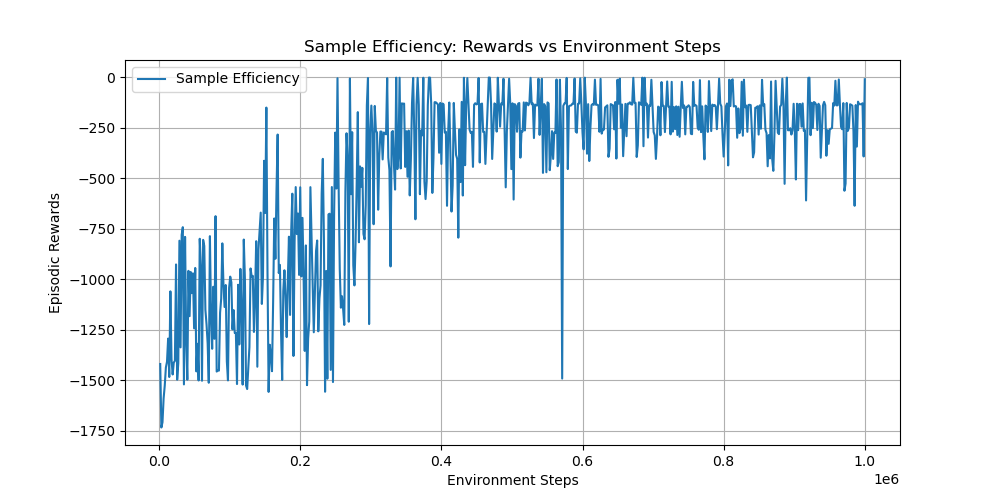 Sample Efficiency: Rewards vs Environment Steps
Sample Efficiency
0
−250
−500
−750
−1000
−1250
−1500
−1750
Episodic Rewards
0.0 0.2 0.4 0.6 0.8 1.0
1e6
Environment Steps